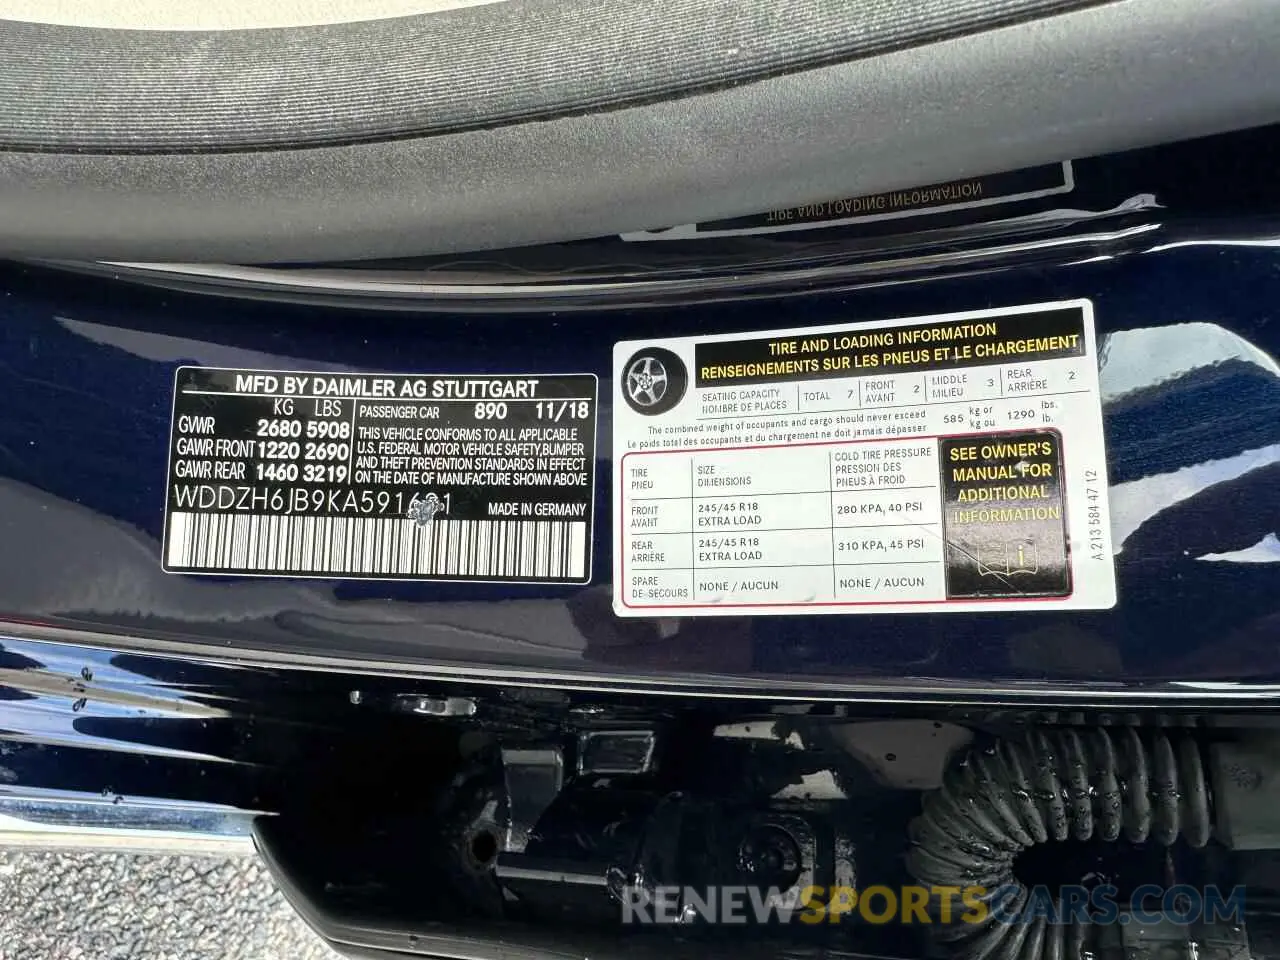 TIRE AND LOADING INFORMATION
MFD BY DAIMLER AG STUTTGART
KG LBS
GVWR 2680 5908
GAWR FRONT 1220 2690
GAWR REAR 1460 3219
PASSENGER CAR 890 11/18
THIS VEHICLE CONFORMS TO ALL APPLICABLE
U.S. FEDERAL MOTOR VEHICLE SAFETY,BUMPER
AND THEFT PREVENTION STANDARDS IN EFFECT
ON THE DATE OF MANUFACTURE SHOWN ABOVE
MADE IN GERMANY
TIRE AND LOADING INFORMATION
RENSEIGNEMENTS SUR LES PNEUS ET LE CHARGEMENT
SEATING CAPACITY
NOMBRE DE PLACES
TOTAL 7
FRONT
AVANT 2
MIDDLE
MILIEU 3
REAR
ARRIÈRE 2
The combined weight of occupants and cargo should never exceed
Le poids total des occupants et du chargement ne doit jamais dépasser
585 kg or
kg ou
1290 lbs.
lb.
TIRE
PNEU
SIZE
DIMENSIONS
COLD TIRE PRESSURE
PRESSION DES
PNEUS À FROID
FRONT
AVANT
245/45 R18
EXTRA LOAD
280 KPA, 40 PSI
REAR
ARRIÈRE
245/45 R18
EXTRA LOAD
310 KPA, 45 PSI
SPARE
DE SECOURS
NONE / AUCUN
NONE / AUCUN
SEE OWNER'S
MANUAL FOR
ADDITIONAL
INFORMATION
i
A 213 584 47 12
RENEWSPORTSCARS.COM